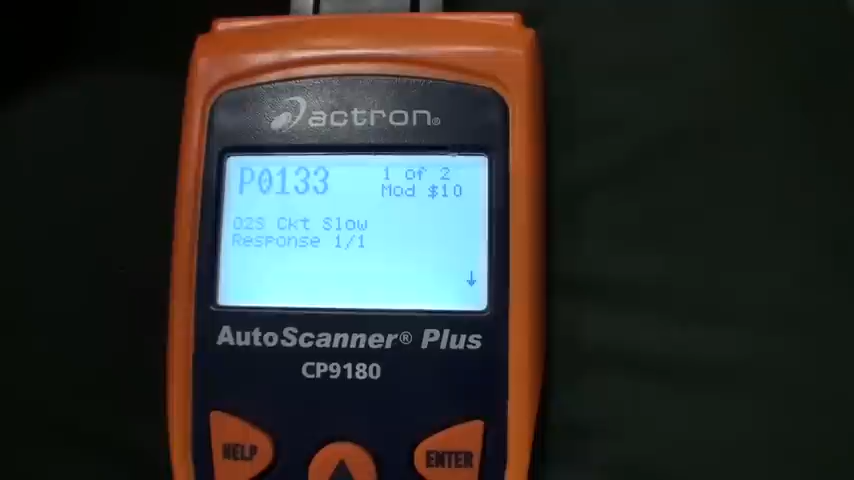 actron®
P0133
1 of 2
Mod $10
O2S Ckt Slow
Response 1/1
↓
AutoScanner® Plus
CP9180
HELP
ENTER